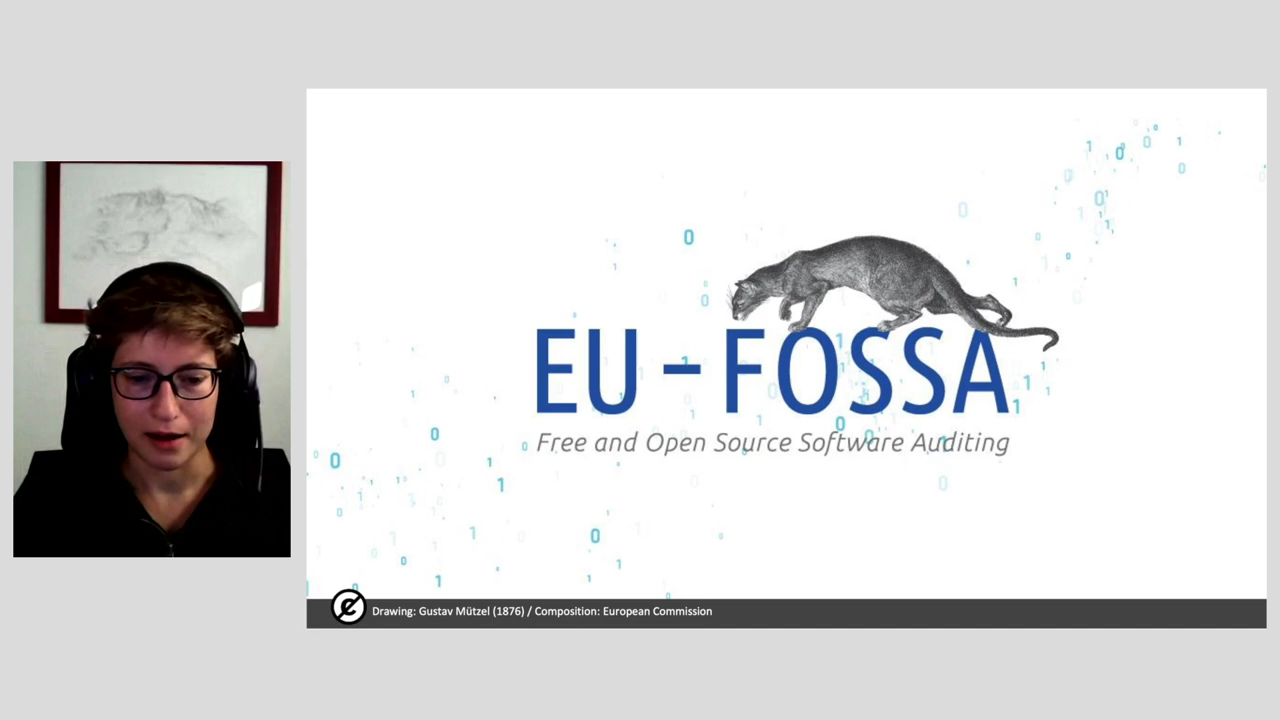 EU - FOSSA
Free and Open Source Software Auditing
Drawing: Gustav Mützel (1876) / Composition: European Commission